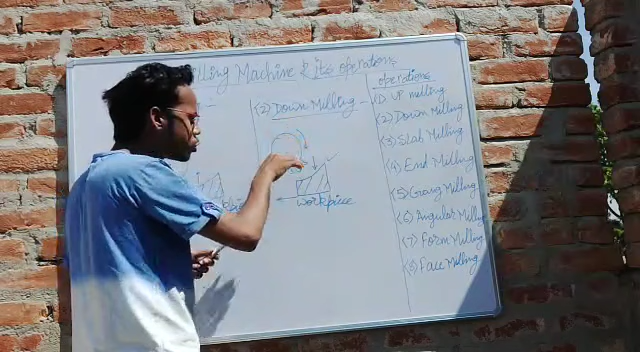 illing Machine & its operations
(2) Down Milling -
workpiece
operations
(1) UP milling
(2) Down Milling
(3) Slab Milling
(4) End Milling
(5) Gang Milling
(6) Angular Milling
(7) Form Milling
(8) Face Milling